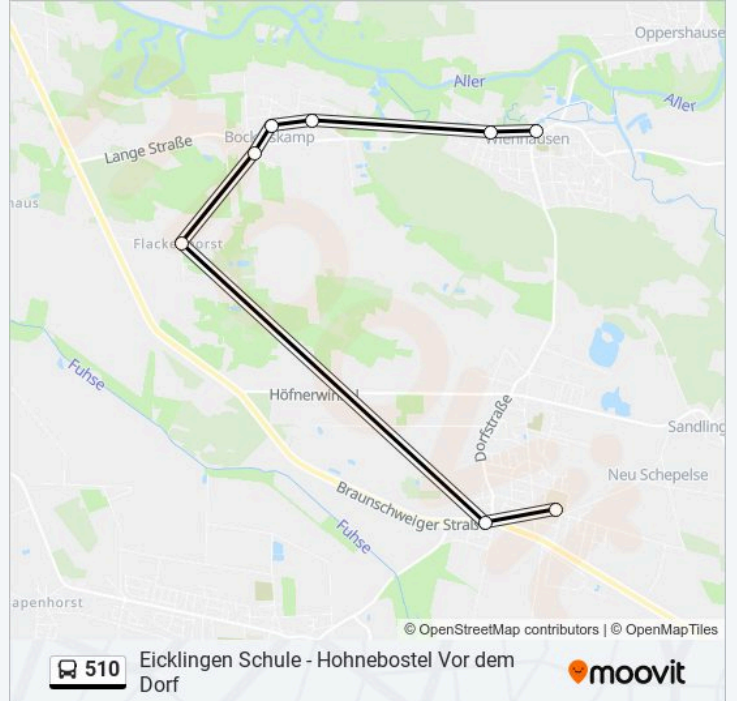 Oppershause
Aller
Aller
Lange Straße
Bockelskamp
Wienhausen
haus
Flackenhorst
Fuhse
Höfnerwinkel
Dorfstraße
Sandling
Neu Schepelse
Braunschweiger Straße
Fuhse
apenhorst
© OpenStreetMap contributors | © OpenMapTiles
510
Eicklingen Schule - Hohnebostel Vor dem
Dorf
moovit